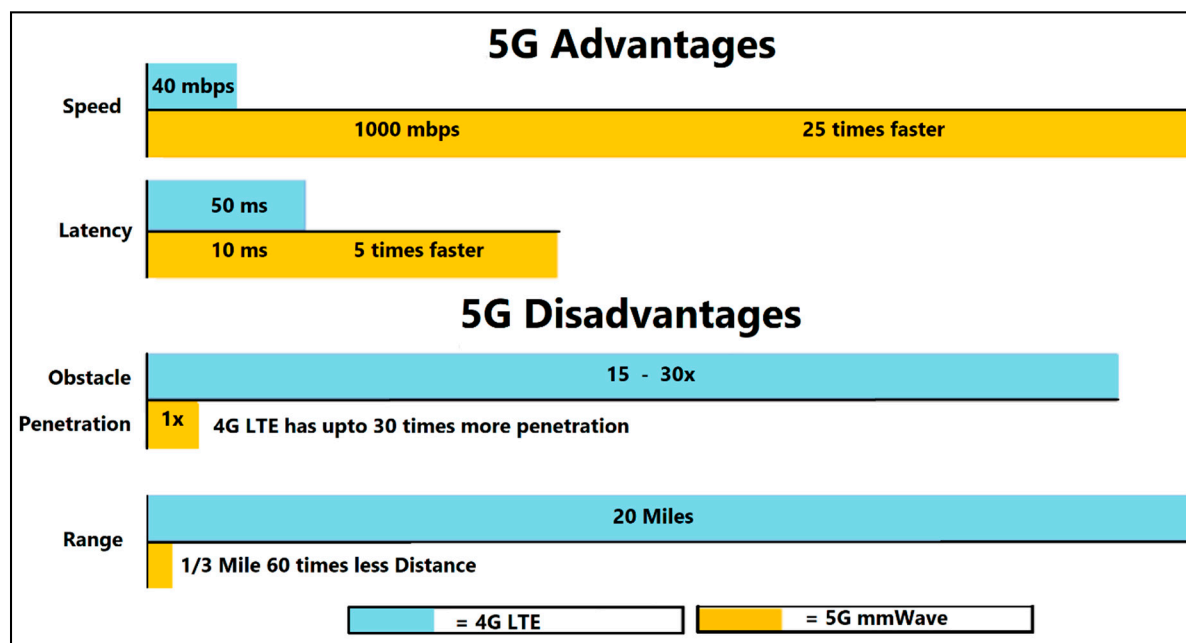 5G Advantages
40 mbps
Speed
1000 mbps 25 times faster
50 ms
Latency
10 ms 5 times faster
5G Disadvantages
Obstacle 15 - 30x
Penetration 1x 4G LTE has upto 30 times more penetration
20 Miles
Range
1/3 Mile 60 times less Distance
= 4G LTE = 5G mmWave